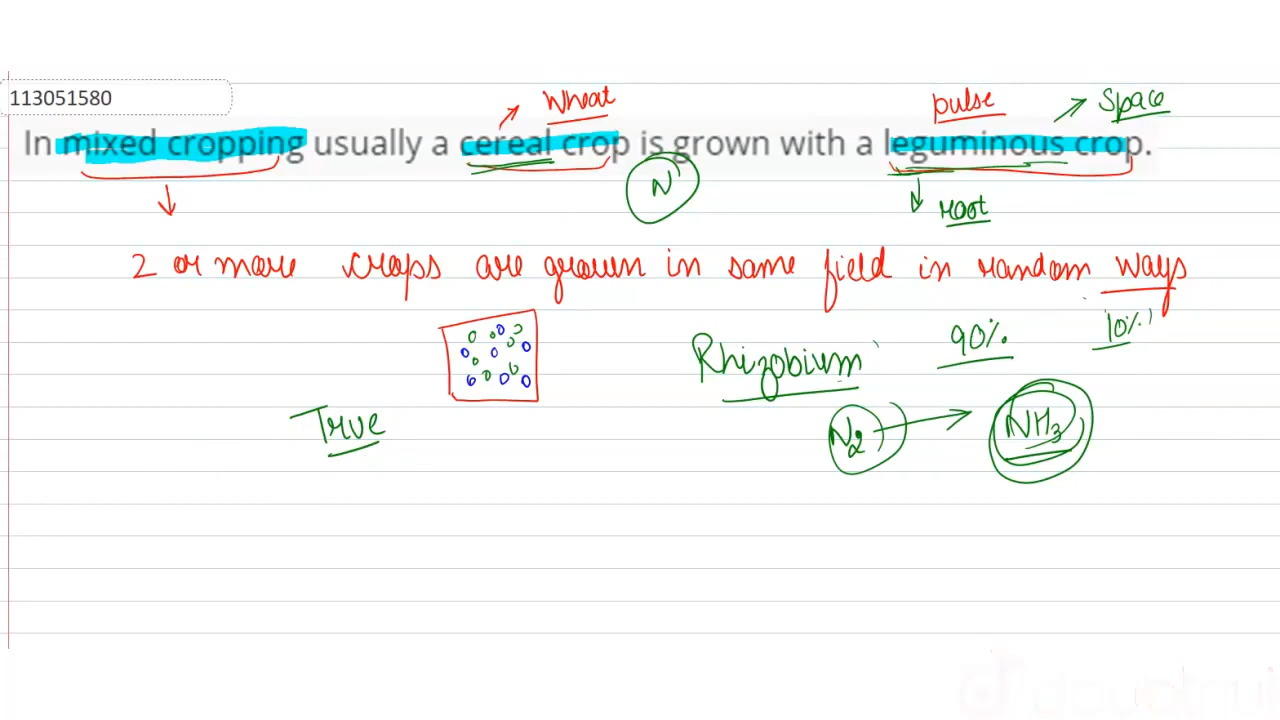 113051580
Wheat
pulse
Space
In mixed cropping usually a cereal crop is grown with a leguminous crop.
N
root
2 or more crops are grown in same field in random ways
10%
90%
Rhizobium
True
N2
NH3
doubtnut